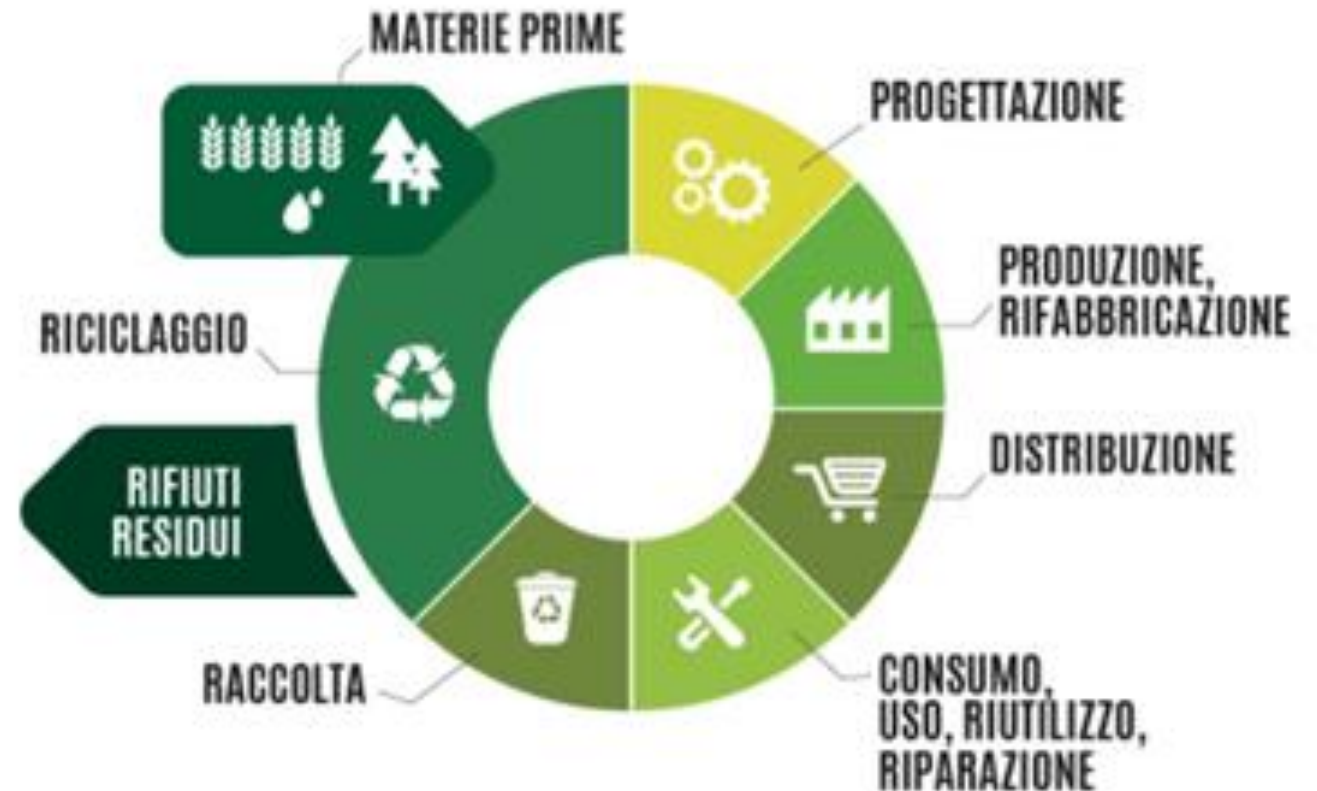 MATERIE PRIME
PROGETTAZIONE
PRODUZIONE,
RIFABBRICAZIONE
DISTRIBUZIONE
CONSUMO,
USO, RIUTILIZZO,
RIPARAZIONE
RACCOLTA
RIFIUTI
RESIDUI
RICICLAGGIO